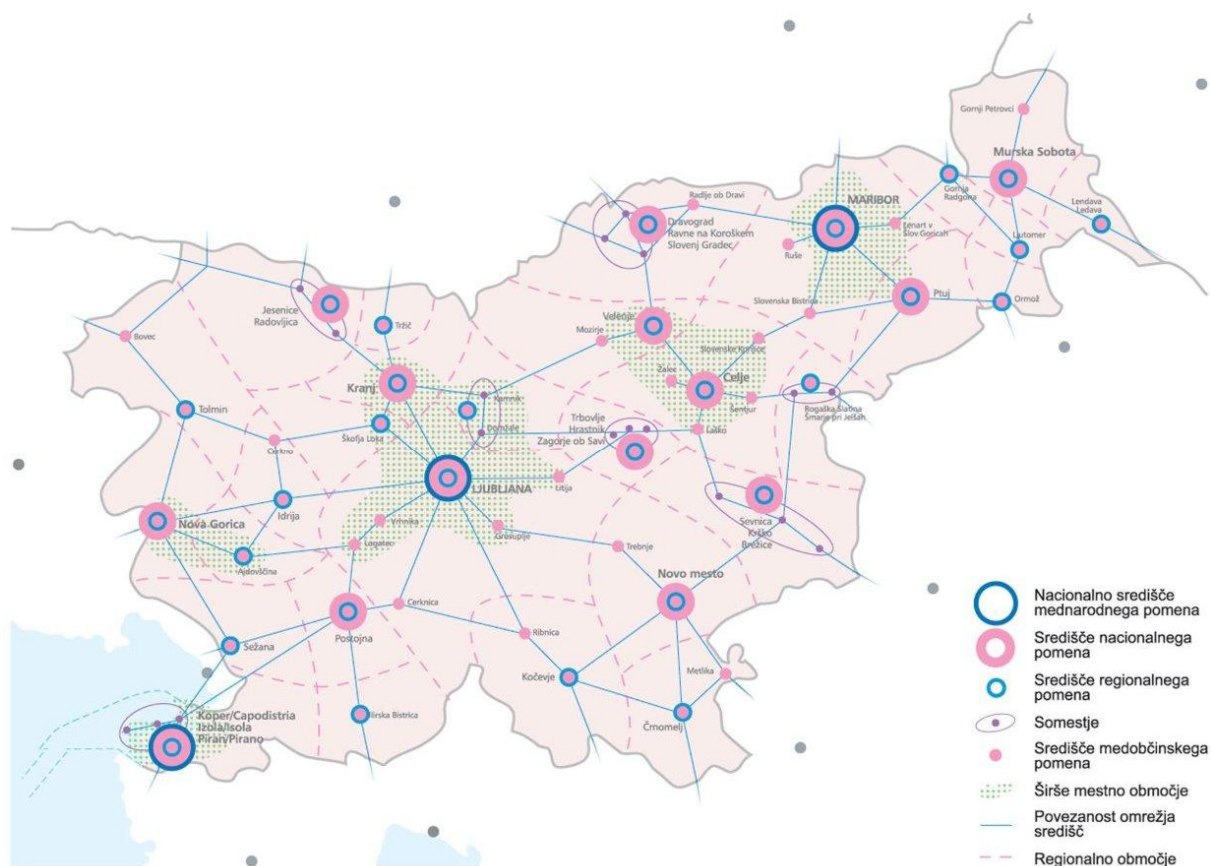 Gornji Petrovci
Murska Sobota
Radlje ob Dravi
MARIBOR
Gornja
Radgona
Lendava
Ledava
Dravograd
Ravne na Koroškem
Slovenj Gradec
Lenart v
Slov.Goricah
Ljutomer
Ruše
Jesenice
Radovljica
Tržič
Slovenska Bistrica
Ptuj
Ormož
Bovec
Mozirje
Velenje
Slovenske Konjice
Kranj
Žalec
Celje
Kamnik
Šentjur
Rogaška Slatina
Šmarje pri Jelšah
Tolmin
Škofja Loka
Domžale
Trbovlje
Hrastnik
Zagorje ob Savi
Laško
Cerkno
LJUBLJANA
Litija
Nova Gorica
Idrija
Vrhnika
Grosuplje
Sevnica
Krško
Brežice
Logatec
Trebnje
Ajdovščina
Novo mesto
Cerknica
Postojna
Ribnica
Sežana
Kočevje
Metlika
Koper/Capodistria
Izola/Isola
Piran/Pirano
Ilirska Bistrica
Črnomelj
Nacionalno središče
mednarodnega pomena
Središče nacionalnega
pomena
Središče regionalnega
pomena
Somestje
Središče medobčinskega
pomena
Širše mestno območje
Povezanost omrežja
središč
Regionalno območje